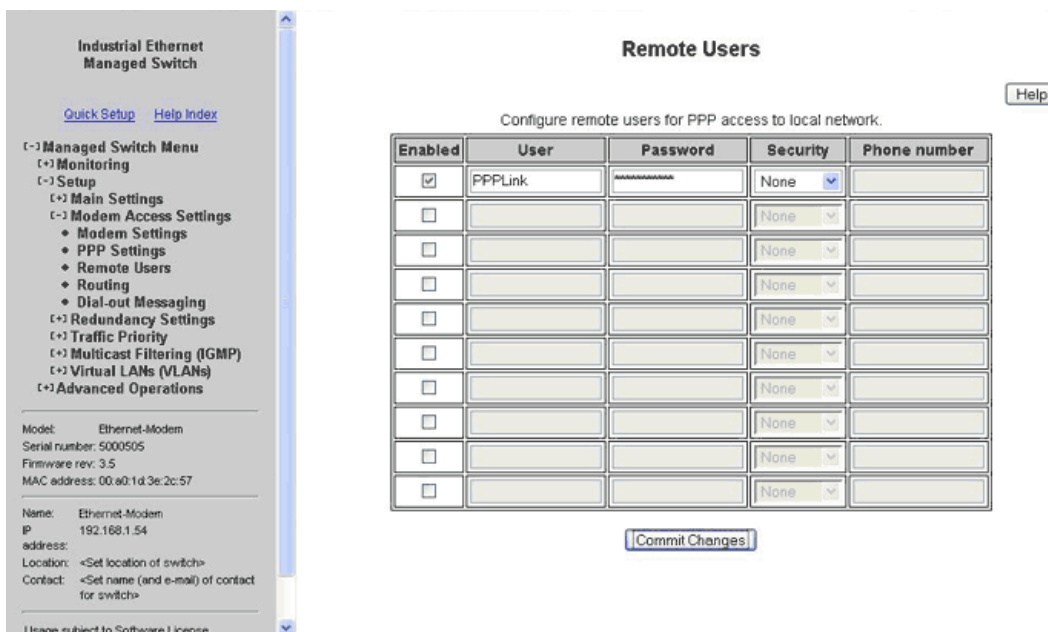 Industrial Ethernet
Managed Switch
Quick Setup Help Index
[-] Managed Switch Menu
[+] Monitoring
[-] Setup
[+] Main Settings
[-] Modem Access Settings
Modem Settings
PPP Settings
Remote Users
Routing
Dial-out Messaging
[+] Redundancy Settings
[+] Traffic Priority
[+] Multicast Filtering (IGMP)
[+] Virtual LANs (VLANs)
[+] Advanced Operations
Model: Ethernet-Modem
Serial number: 5000505
Firmware rev: 3.5
MAC address: 00:a0:1d:3e:2c:57
Name: Ethernet-Modem
IP address: 192.168.1.54
Location: <Set location of switch>
Contact: <Set name (and e-mail) of contact
for switch>
Usage subject to Software License
Remote Users
Help
Configure remote users for PPP access to local network.
Enabled User Password Security Phone number
PPPLink None
None
None
None
None
None
None
None
None
None
Commit Changes